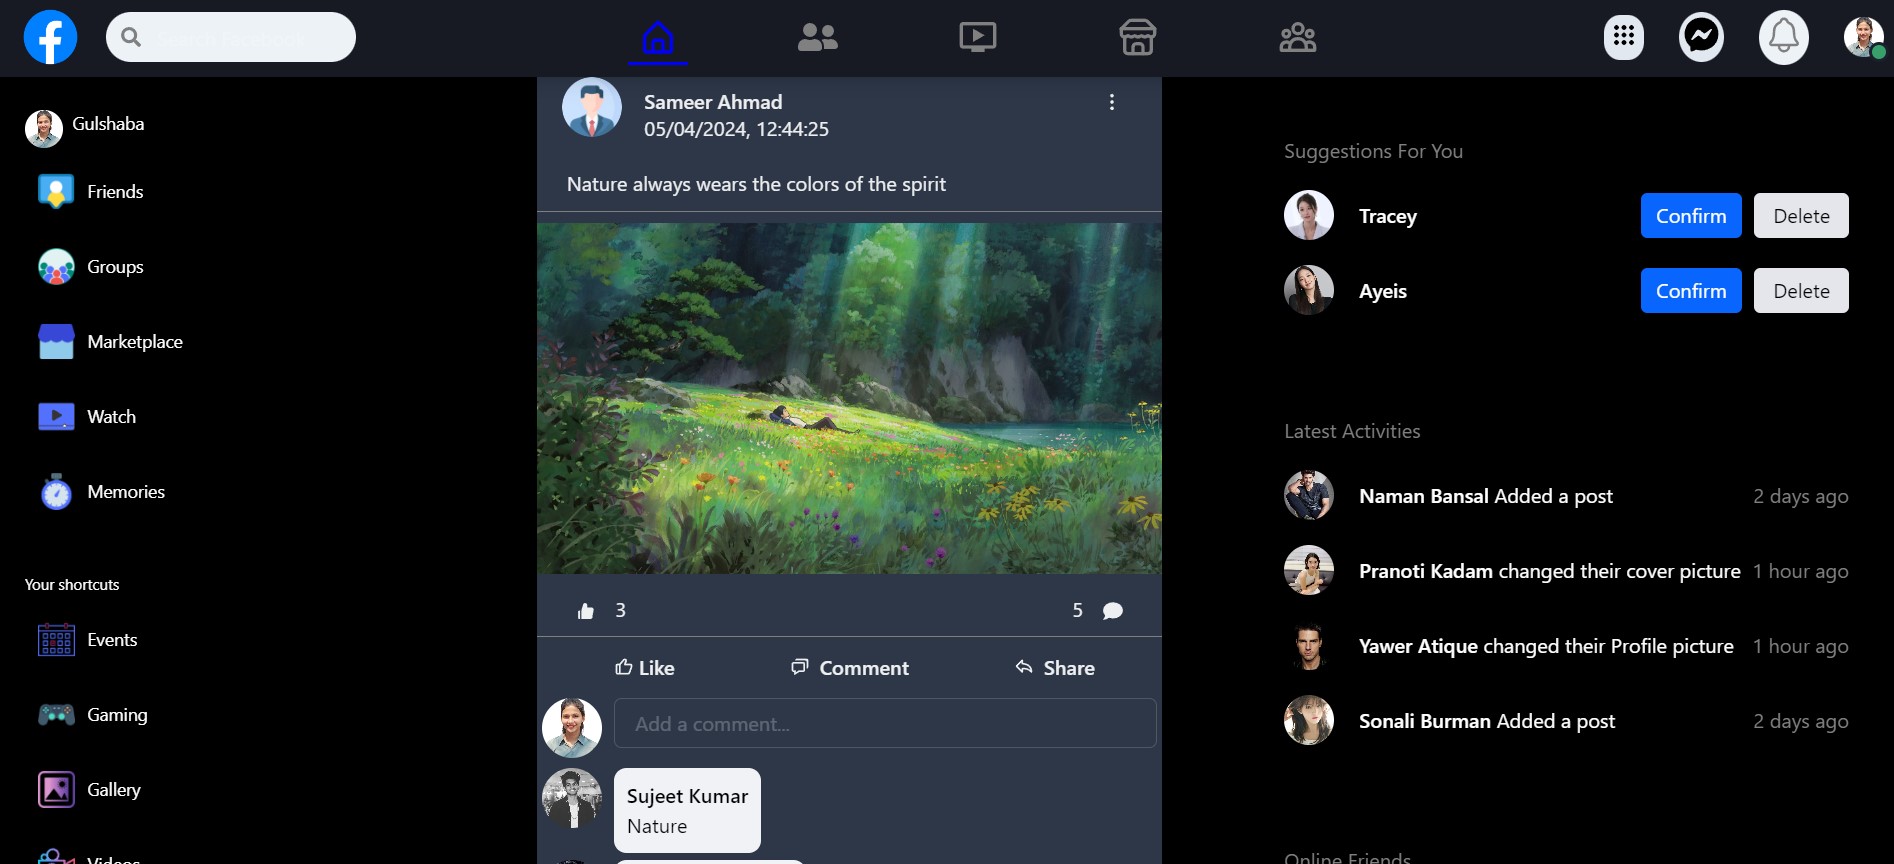 Search Facebook
Gulshaba
Friends
Groups
Marketplace
Watch
Memories
Your shortcuts
Events
Gaming
Gallery
Videos
Sameer Ahmad
05/04/2024, 12:44:25
Nature always wears the colors of the spirit
3
5
Like
Comment
Share
Add a comment...
Sujeet Kumar
Nature
Suggestions For You
Tracey Confirm Delete
Ayeis Confirm Delete
Latest Activities
Naman Bansal Added a post 2 days ago
Pranoti Kadam changed their cover picture 1 hour ago
Yawer Atique changed their Profile picture 1 hour ago
Sonali Burman Added a post 2 days ago
Online Friends